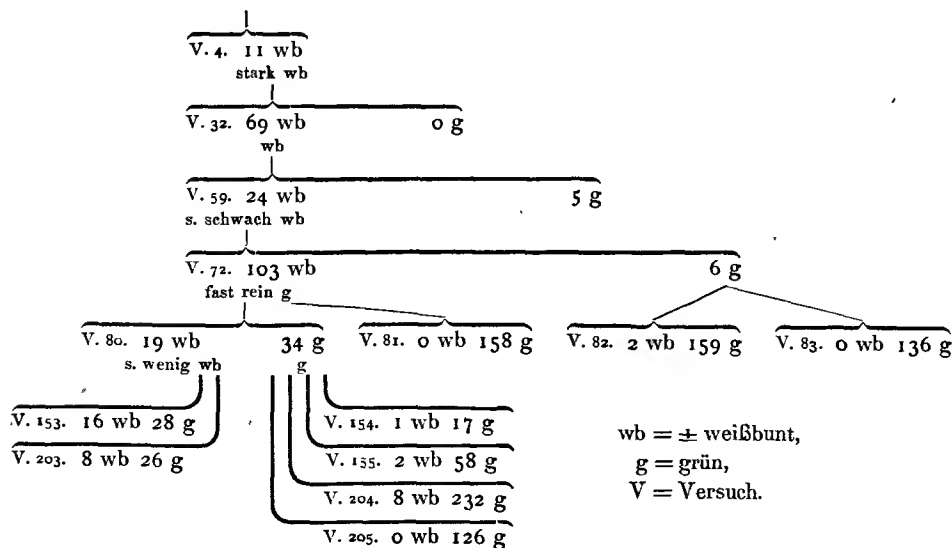 V. 4. 11 wb
stark wb
V. 32. 69 wb 0 g
wb
V. 59. 24 wb 5 g
s. schwach wb
V. 72. 103 wb 6 g
fast rein g
V. 80. 19 wb 34 g V. 81. 0 wb 158 g V. 82. 2 wb 159 g V. 83. 0 wb 136 g
s. wenig wb g
V. 153. 16 wb 28 g V. 154. 1 wb 17 g
V. 203. 8 wb 26 g V. 155. 2 wb 58 g
V. 204. 8 wb 232 g
V. 205. 0 wb 126 g
wb = ± weißbunt,
g = grün,
V = Versuch.